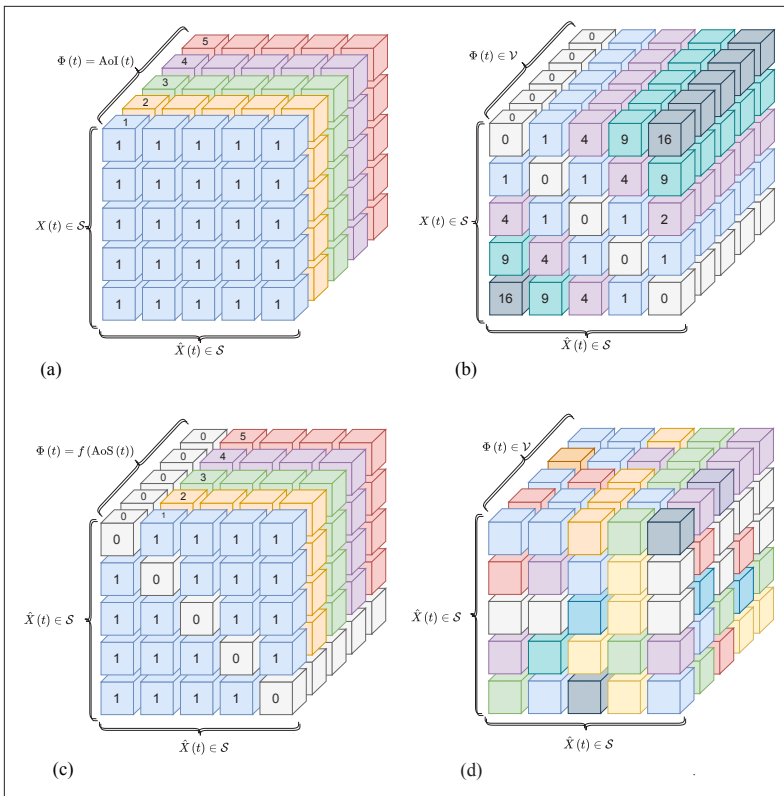 Φ(t) = AoI(t)
5
4
3
2
1
X(t) ∈ S
1 1 1 1 1
1 1 1 1 1
1 1 1 1 1
1 1 1 1 1
1 1 1 1 1
X̂(t) ∈ S
(a)
Φ(t) ∈ V
0
0
0
0
0
X(t) ∈ S
0 1 4 9 16
1 0 1 4 9
4 1 0 1 2
9 4 1 0 1
16 9 4 1 0
X̂(t) ∈ S
(b)
Φ(t) = f(AoS(t))
0 5
0 4
0 3
0 2
0 1
X̂(t) ∈ S
0 1 1 1 1
1 0 1 1 1
1 1 0 1 1
1 1 1 0 1
1 1 1 1 0
X̂(t) ∈ S
(c)
Φ(t) ∈ V
X̂(t) ∈ S
X̂(t) ∈ S
(d)